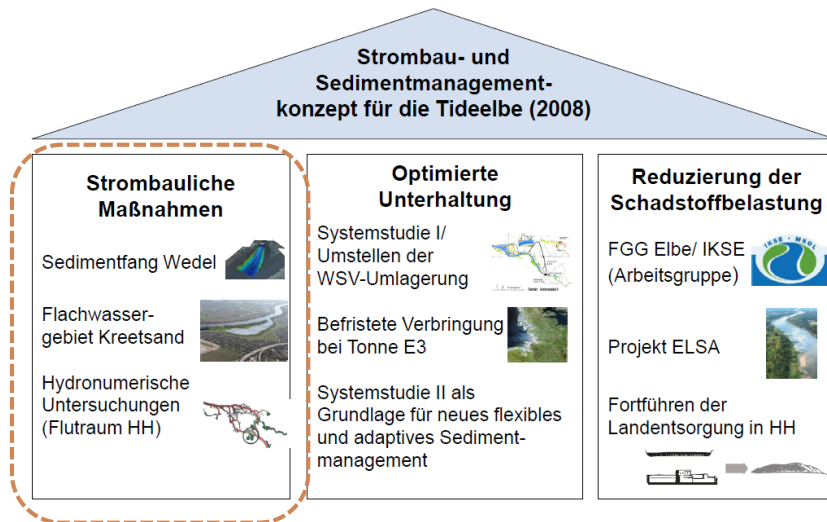 Strombau- und
Sedimentmanagement-
konzept für die Tideelbe (2008)
Strombauliche
Maßnahmen
Sedimentfang Wedel
Flachwasser-
gebiet Kreetsand
Hydronumerische
Untersuchungen
(Flutraum HH)
Optimierte
Unterhaltung
Systemstudie I/
Umstellen der
WSV-Umlagerung
Befristete Verbringung
bei Tonne E3
Systemstudie II als
Grundlage für neues flexibles
und adaptives Sediment-
management
Reduzierung der
Schadstoffbelastung
FGG Elbe/ IKSE
(Arbeitsgruppe)
IKSE - MKOL
Projekt ELSA
Fortführen der
Landentsorgung in HH